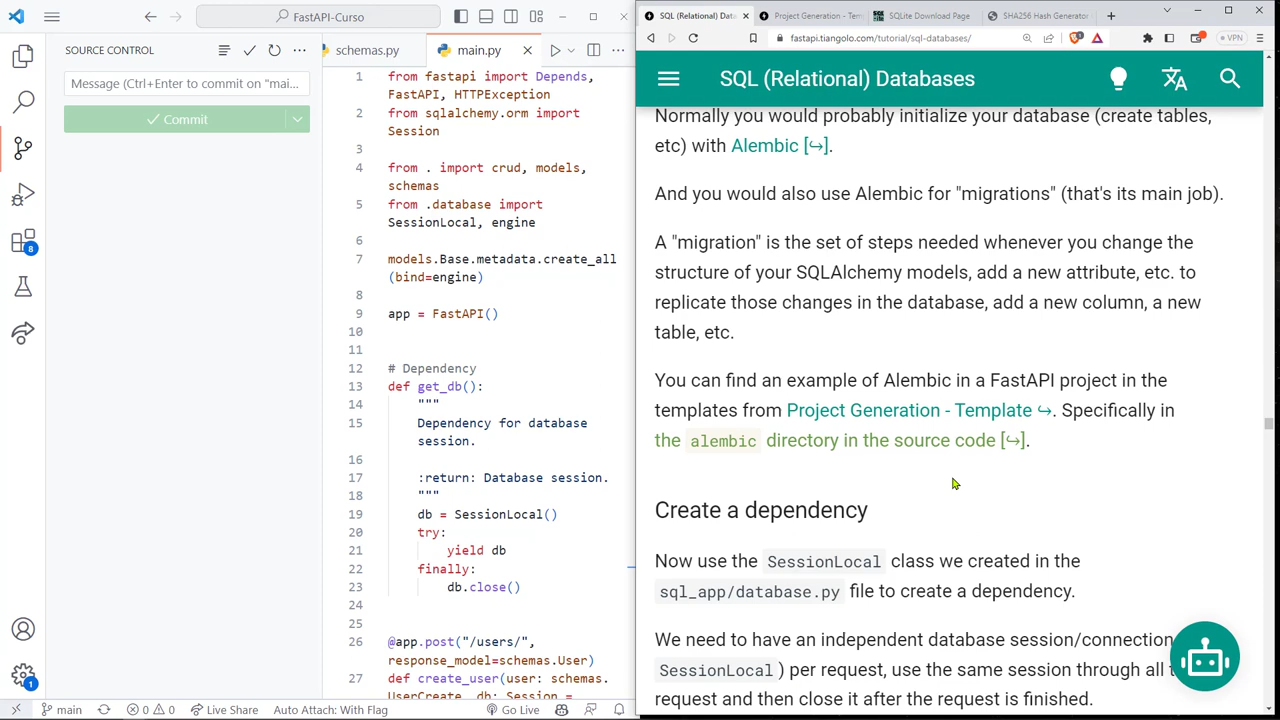 FastAPI-Curso
SOURCE CONTROL
Message (Ctrl+Enter to commit on "mai...
Commit
8
1
schemas.py
main.py
1 from fastapi import Depends,
FastAPI, HTTPException
2 from sqlalchemy.orm import
Session
3
4 from . import crud, models,
schemas
5 from .database import
SessionLocal, engine
6
7 models.Base.metadata.create_all
(bind=engine)
8
9 app = FastAPI()
10
11
12 # Dependency
13 def get_db():
14 """
15 Dependency for database
session.
16
17 :return: Database session.
18 """
19 db = SessionLocal()
20 try:
21 yield db
22 finally:
23 db.close()
24
25
26 @app.post("/users/",
response_model=schemas.User)
27 def create_user(user: schemas.
UserCreate, db: Session =
main 0 0 Live Share Auto Attach: With Flag Go Live
SQL (Relational) Data
Project Generation - Tem
SQLite Download Page
SHA256 Hash Generator
fastapi.tiangolo.com/tutorial/sql-databases/
VPN
SQL (Relational) Databases
Normally you would probably initialize your database (create tables,
etc) with Alembic [↪].
And you would also use Alembic for "migrations" (that's its main job).
A "migration" is the set of steps needed whenever you change the
structure of your SQLAlchemy models, add a new attribute, etc. to
replicate those changes in the database, add a new column, a new
table, etc.
You can find an example of Alembic in a FastAPI project in the
templates from Project Generation - Template ↪. Specifically in
the alembic directory in the source code [↪].
Create a dependency
Now use the SessionLocal class we created in the
sql_app/database.py file to create a dependency.
We need to have an independent database session/connection
SessionLocal ) per request, use the same session through all t
request and then close it after the request is finished.